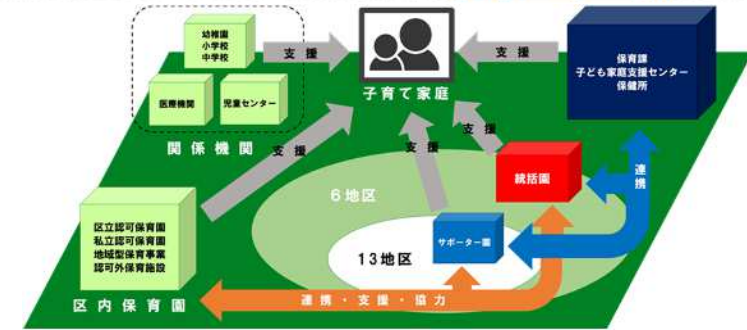 幼稚園
小学校
中学校
医療機関
児童センター
関係機関
支援
子育て家庭
支援
保育課
子ども家庭支援センター
保健所
支援
支援
支援
連携
統括園
6地区
サポーター園
13地区
区立認可保育園
私立認可保育園
地域型保育事業
認可外保育施設
区内保育園
連携・支援・協力